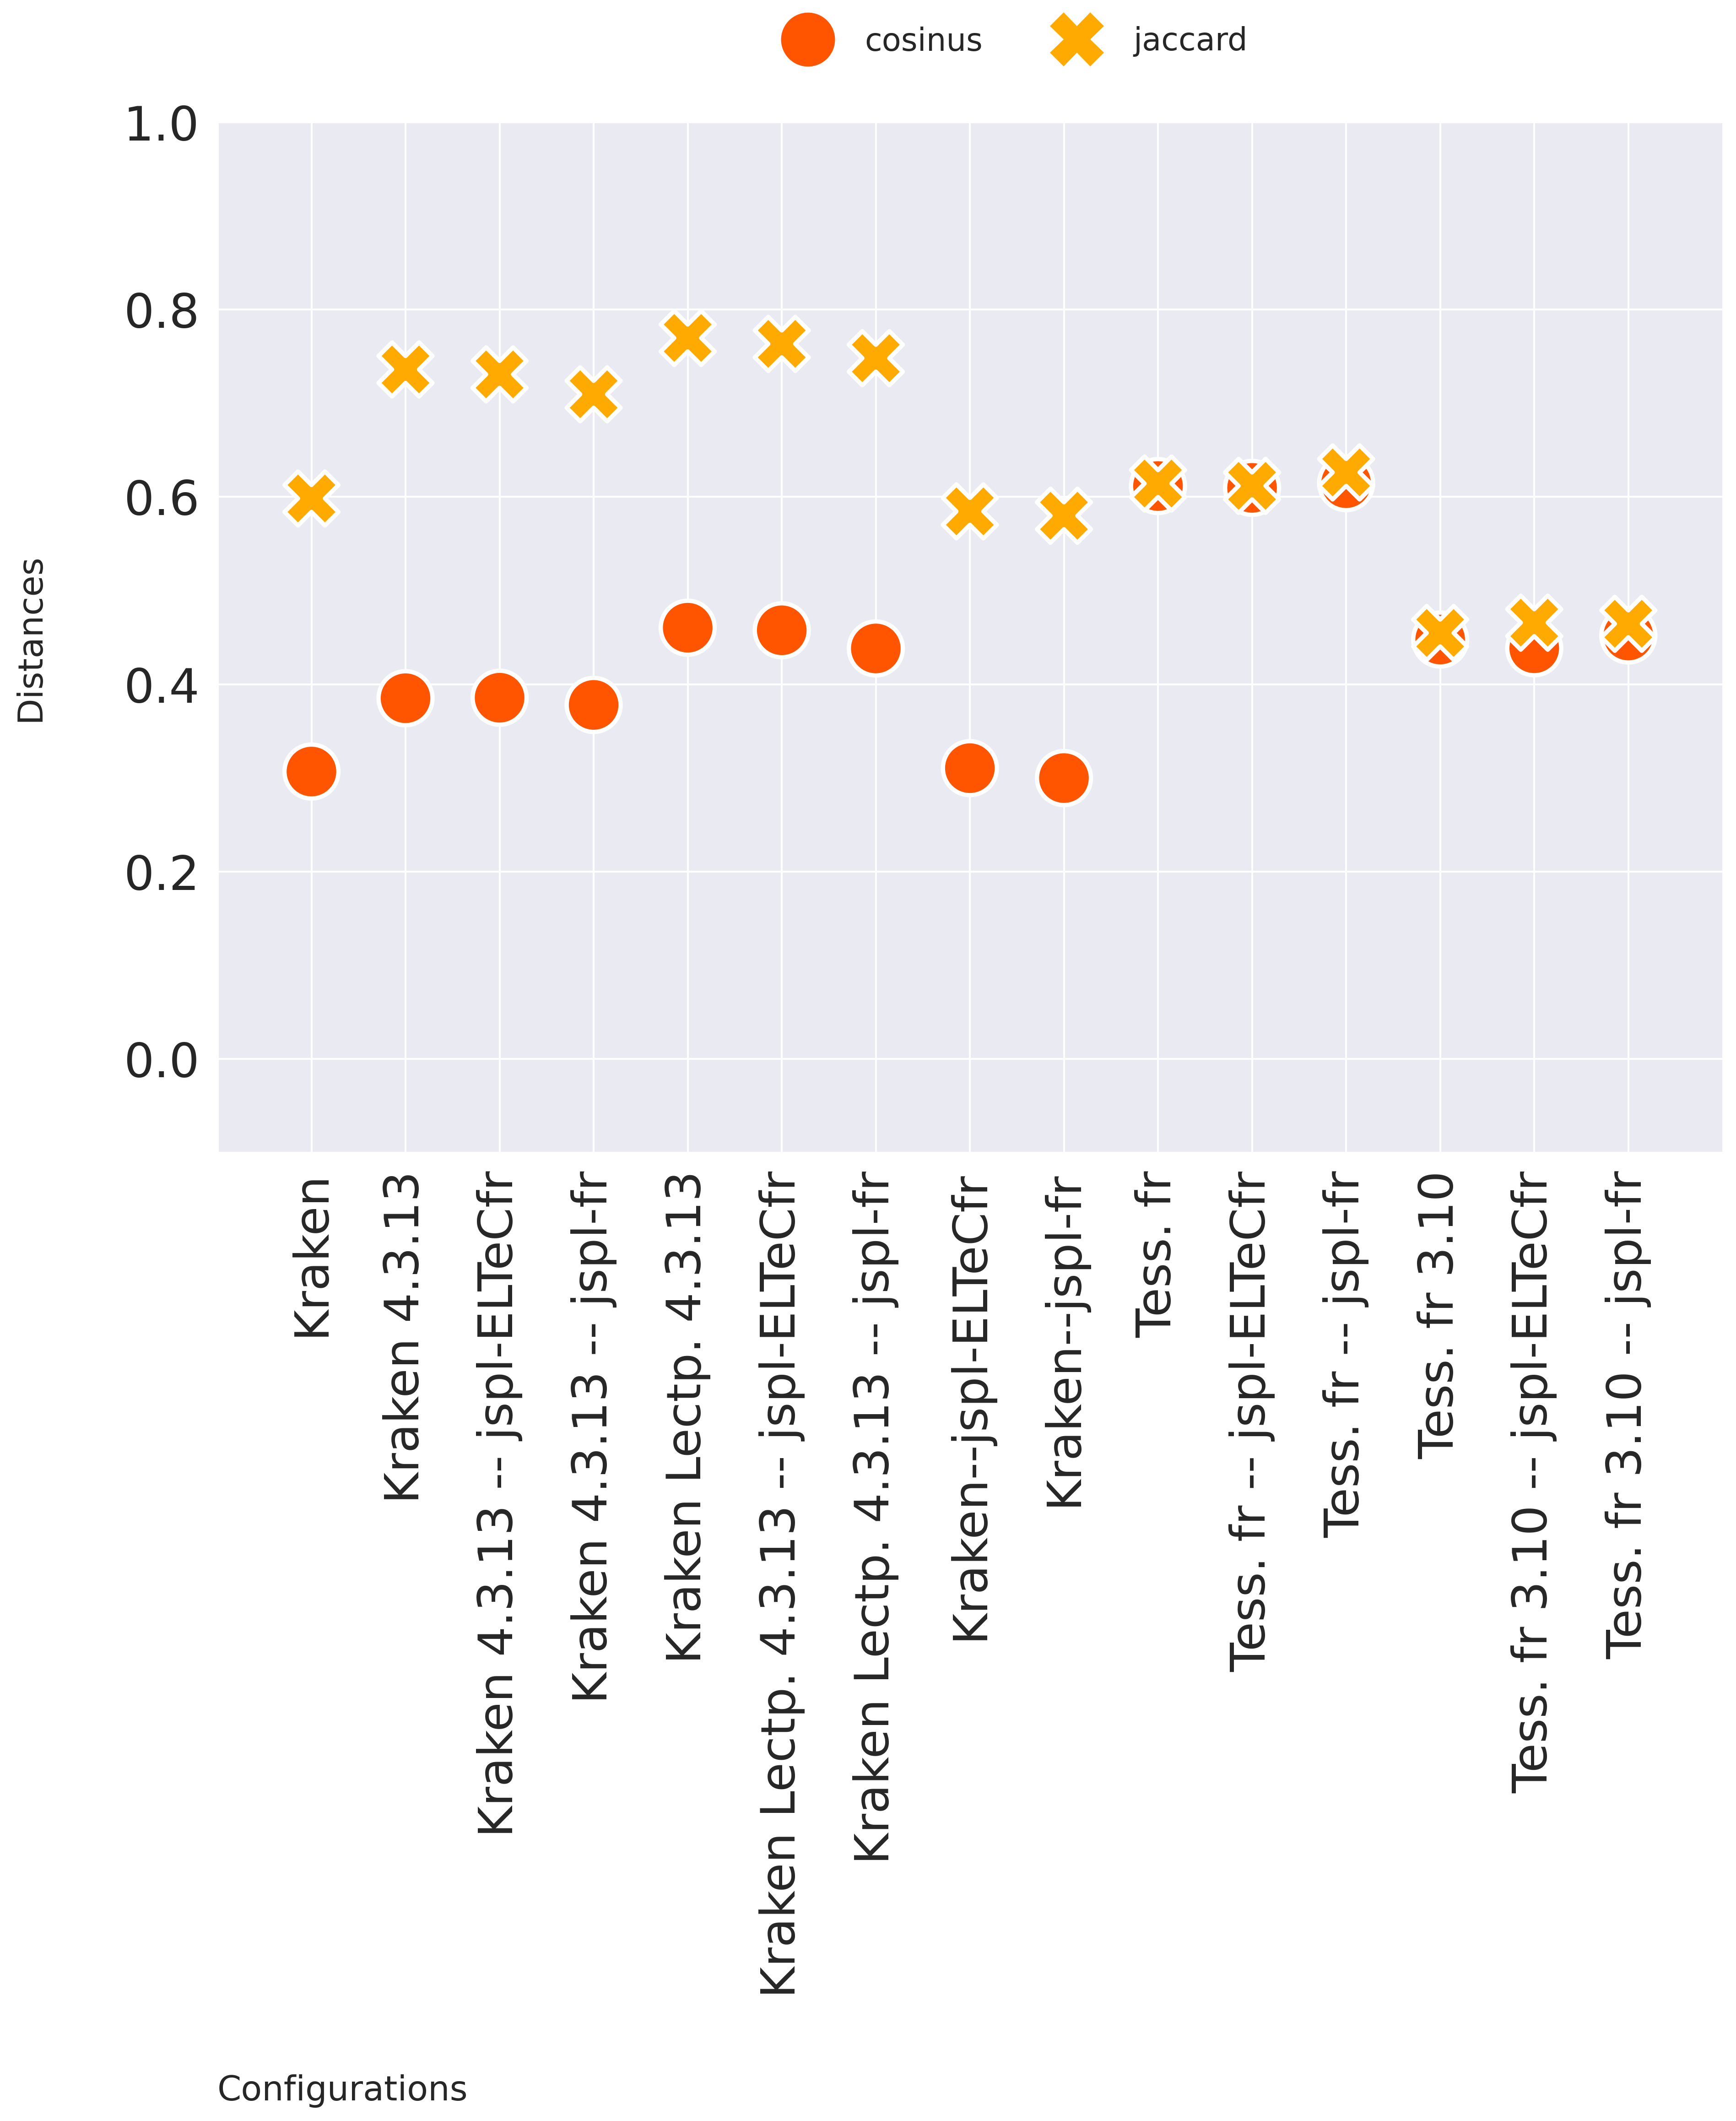 cosinus jaccard
1.0
0.8
0.6
0.4
0.2
0.0
Distances
Kraken
Kraken 4.3.13
Kraken 4.3.13 -- jspl-ELTeCfr
Kraken 4.3.13 -- jspl-fr
Kraken Lectp. 4.3.13
Kraken Lectp. 4.3.13 -- jspl-ELTeCfr
Kraken Lectp. 4.3.13 -- jspl-fr
Kraken--jspl-ELTeCfr
Kraken--jspl-fr
Tess. fr
Tess. fr -- jspl-ELTeCfr
Tess. fr -- jspl-fr
Tess. fr 3.10
Tess. fr 3.10 -- jspl-ELTeCfr
Tess. fr 3.10 -- jspl-fr
Configurations